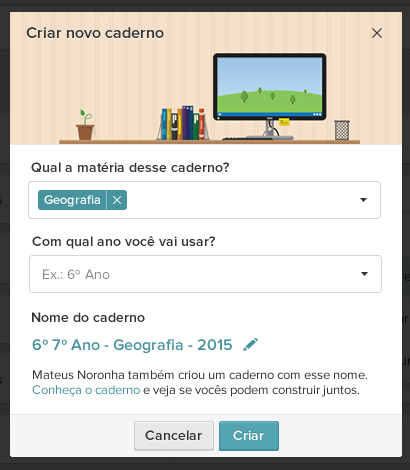 Criar novo caderno
Qual a matéria desse caderno?
Geografia
Com qual ano você vai usar?
Ex.: 6º Ano
Nome do caderno
6º 7º Ano - Geografia - 2015
Mateus Noronha também criou um caderno com esse nome.
Conheça o caderno e veja se vocês podem construir juntos.
Cancelar
Criar